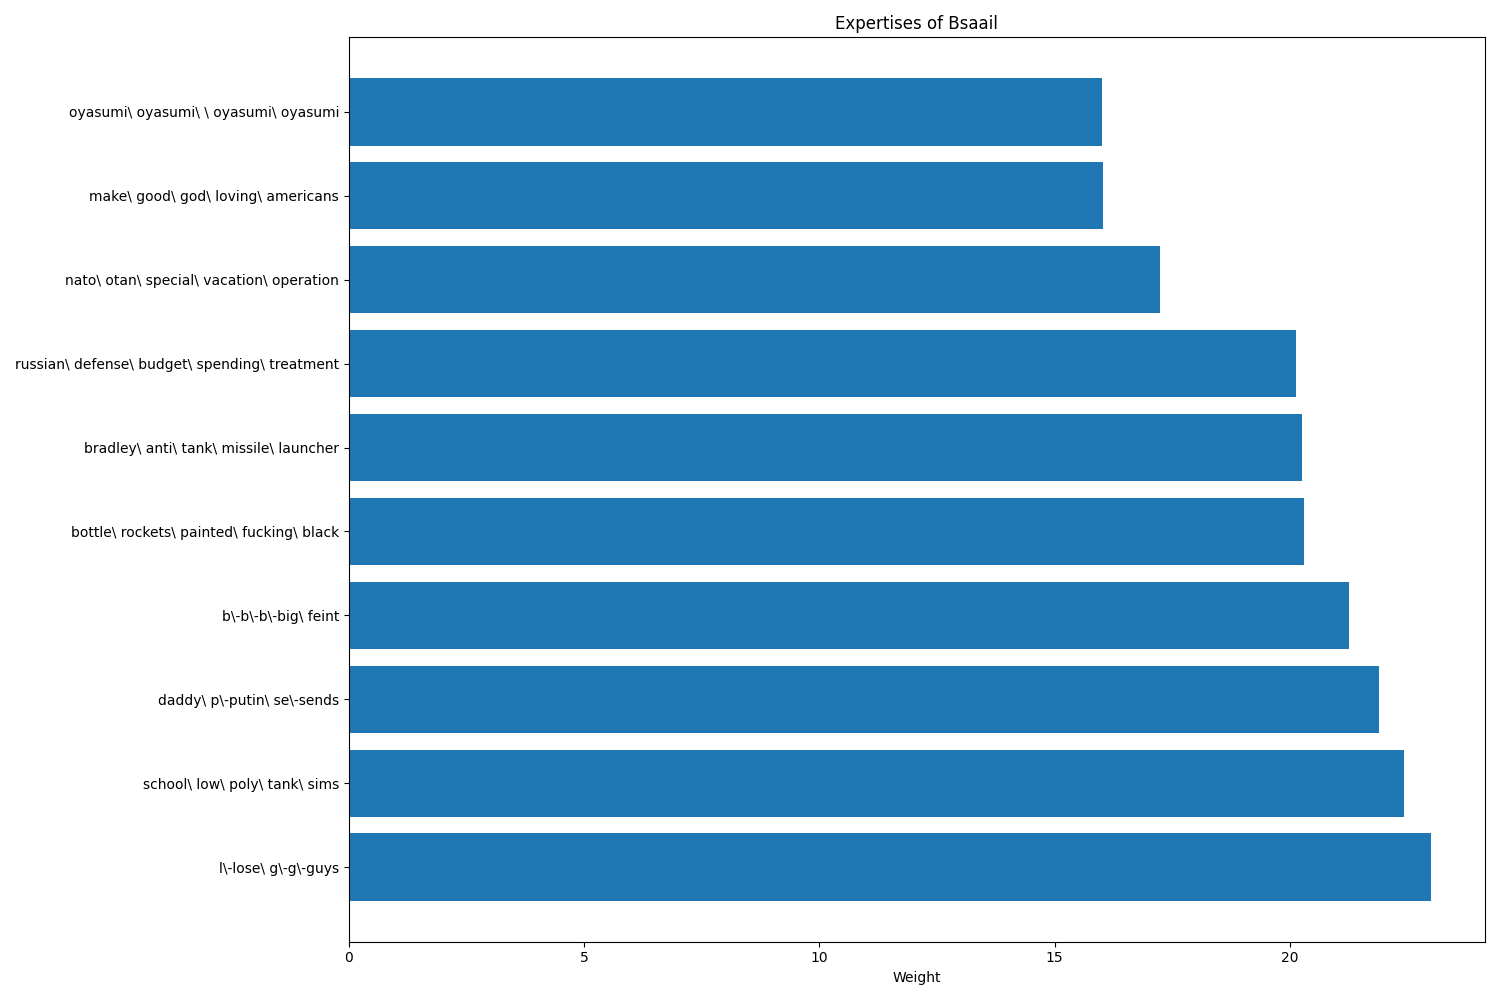 Expertises of Bsaail
oyasumi\ oyasumi\ \ oyasumi\ oyasumi
make\ good\ god\ loving\ americans
nato\ otan\ special\ vacation\ operation
russian\ defense\ budget\ spending\ treatment
bradley\ anti\ tank\ missile\ launcher
bottle\ rockets\ painted\ fucking\ black
b\-b\-b\-big\ feint
daddy\ p\-putin\ se\-sends
school\ low\ poly\ tank\ sims
l\-lose\ g\-g\-guys
0 5 10 15 20
Weight